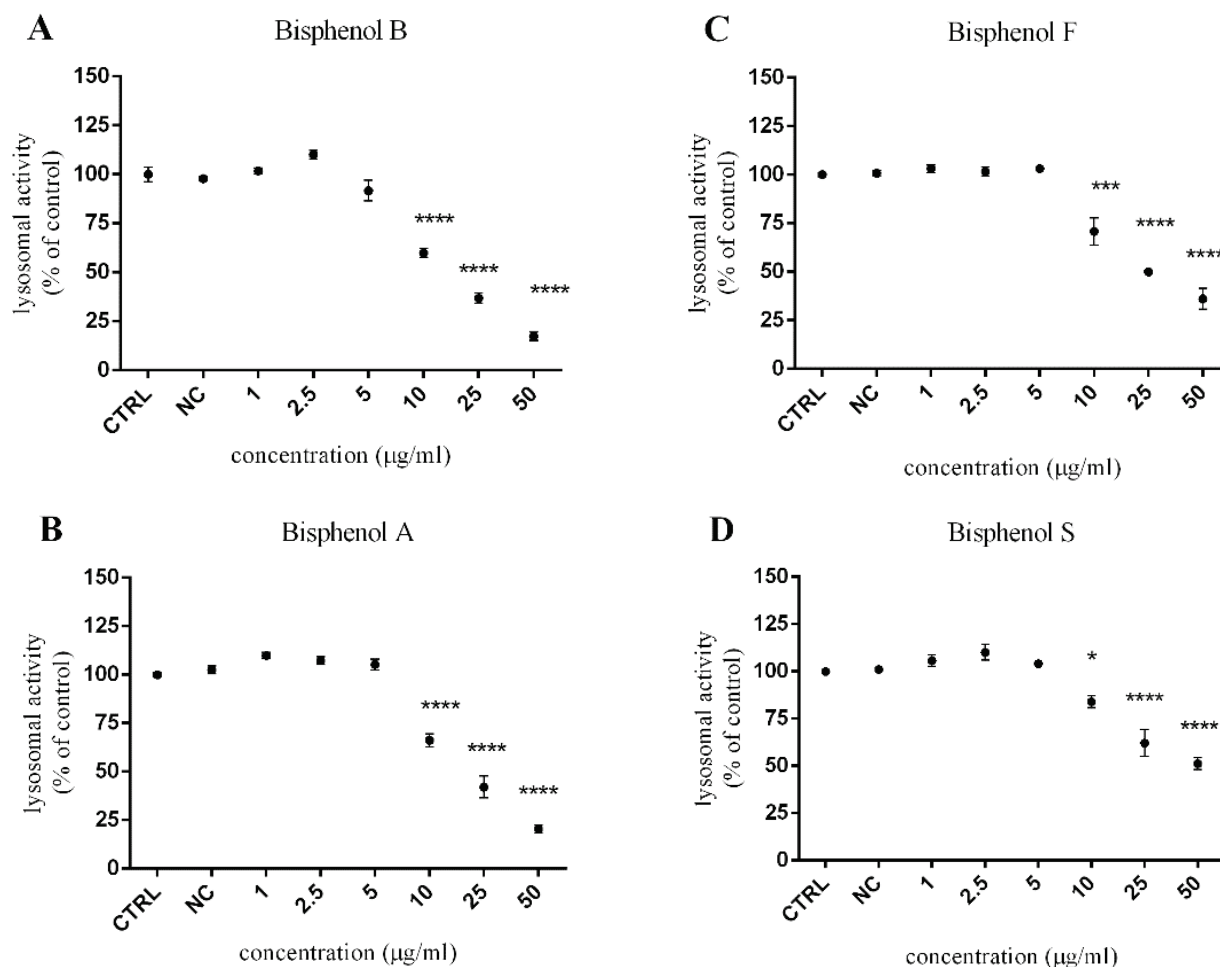 A
Bisphenol B
lysosomal activity
(% of control)
150
125
100
75
50
25
0
****
****
****
CTRL
NC
1
2.5
5
10
25
50
concentration (μg/ml)
C
Bisphenol F
lysosomal activity
(% of control)
150
125
100
75
50
25
0
***
****
****
CTRL
NC
1
2.5
5
10
25
50
concentration (μg/ml)
B
Bisphenol A
lysosomal activity
(% of control)
150
125
100
75
50
25
0
****
****
****
CTRL
NC
1
2.5
5
10
25
50
concentration (μg/ml)
D
Bisphenol S
lysosomal activity
(% of control)
150
125
100
75
50
25
0
*
****
****
CTRL
NC
1
2.5
5
10
25
50
concentration (μg/ml)